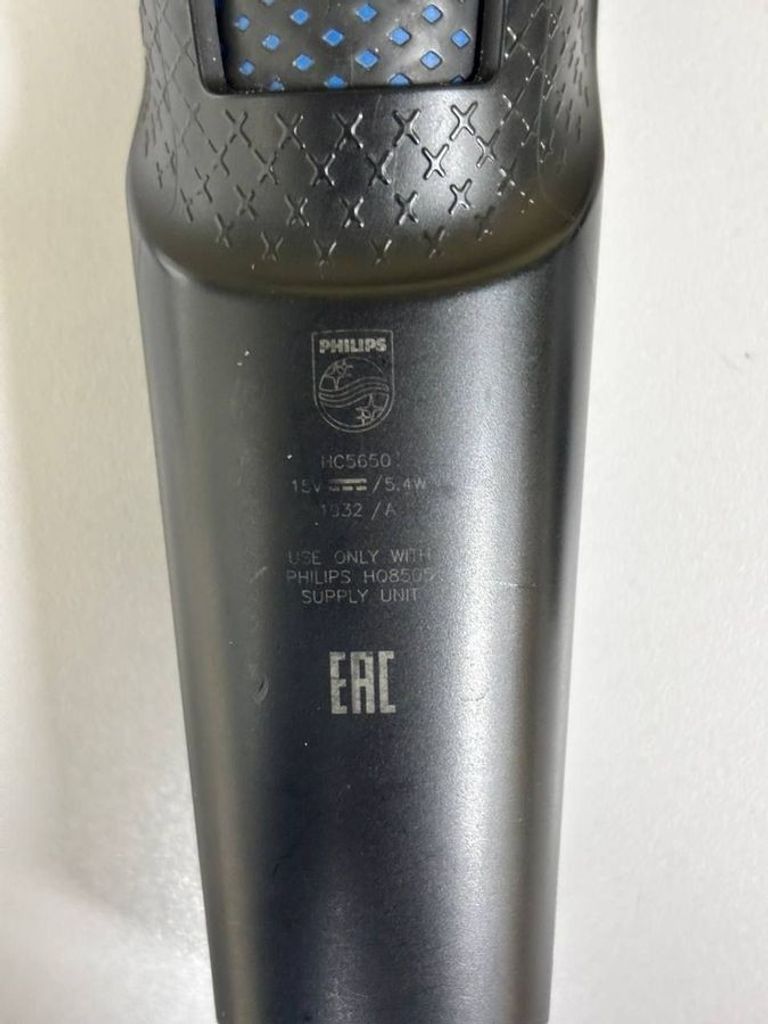 PHILIPS
HC5650
15V ⎓ /5.4W
1932 /A
USE ONLY WITH
PHILIPS HQ8505
SUPPLY UNIT
EAC